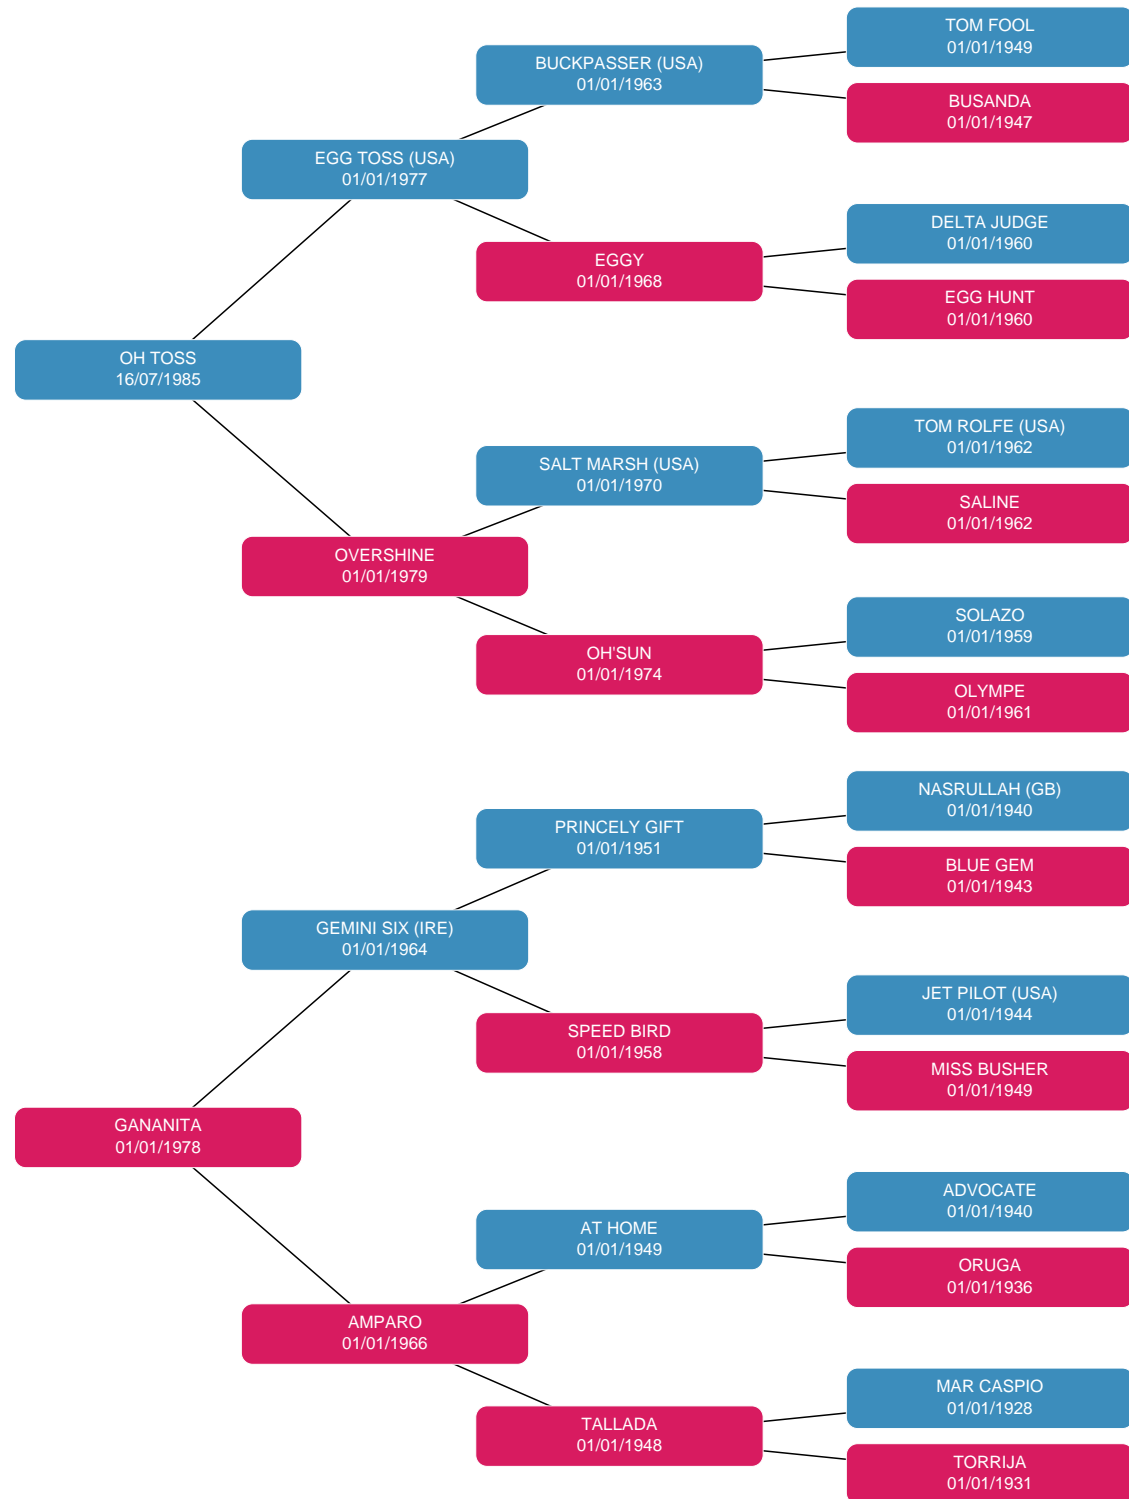 TOM FOOL
01/01/1949
BUCKPASSER (USA)
01/01/1963
BUSANDA
01/01/1947
EGG TOSS (USA)
01/01/1977
DELTA JUDGE
01/01/1960
EGGY
01/01/1968
EGG HUNT
01/01/1960
OH TOSS
16/07/1985
TOM ROLFE (USA)
01/01/1962
SALT MARSH (USA)
01/01/1970
SALINE
01/01/1962
OVERSHINE
01/01/1979
SOLAZO
01/01/1959
OH'SUN
01/01/1974
OLYMPE
01/01/1961
NASRULLAH (GB)
01/01/1940
PRINCELY GIFT
01/01/1951
BLUE GEM
01/01/1943
GEMINI SIX (IRE)
01/01/1964
JET PILOT (USA)
01/01/1944
SPEED BIRD
01/01/1958
MISS BUSHER
01/01/1949
GANANITA
01/01/1978
ADVOCATE
01/01/1940
AT HOME
01/01/1949
ORUGA
01/01/1936
AMPARO
01/01/1966
MAR CASPIO
01/01/1928
TALLADA
01/01/1948
TORRIJA
01/01/1931